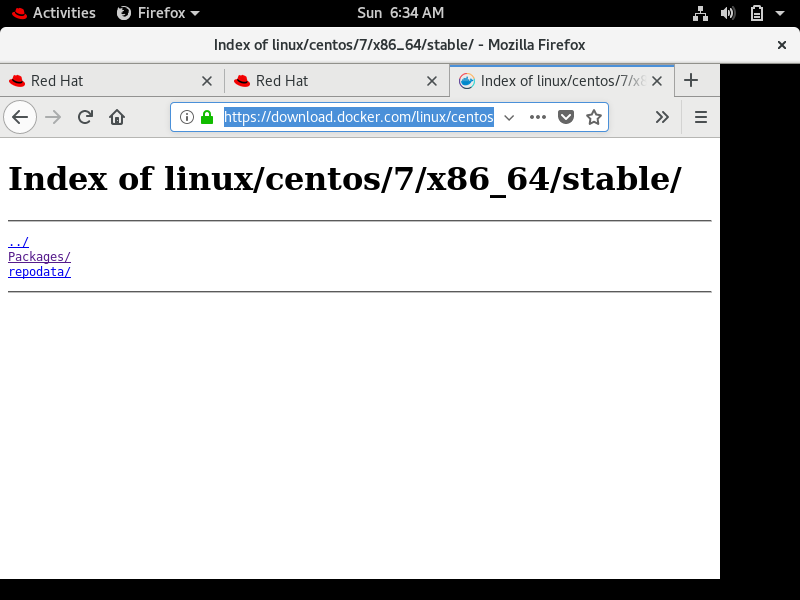 Activities Firefox Sun 6:34 AM
Index of linux/centos/7/x86_64/stable/ - Mozilla Firefox
Red Hat Red Hat Index of linux/centos/7/x8
https://download.docker.com/linux/centos
Index of linux/centos/7/x86_64/stable/
../
Packages/
repodata/